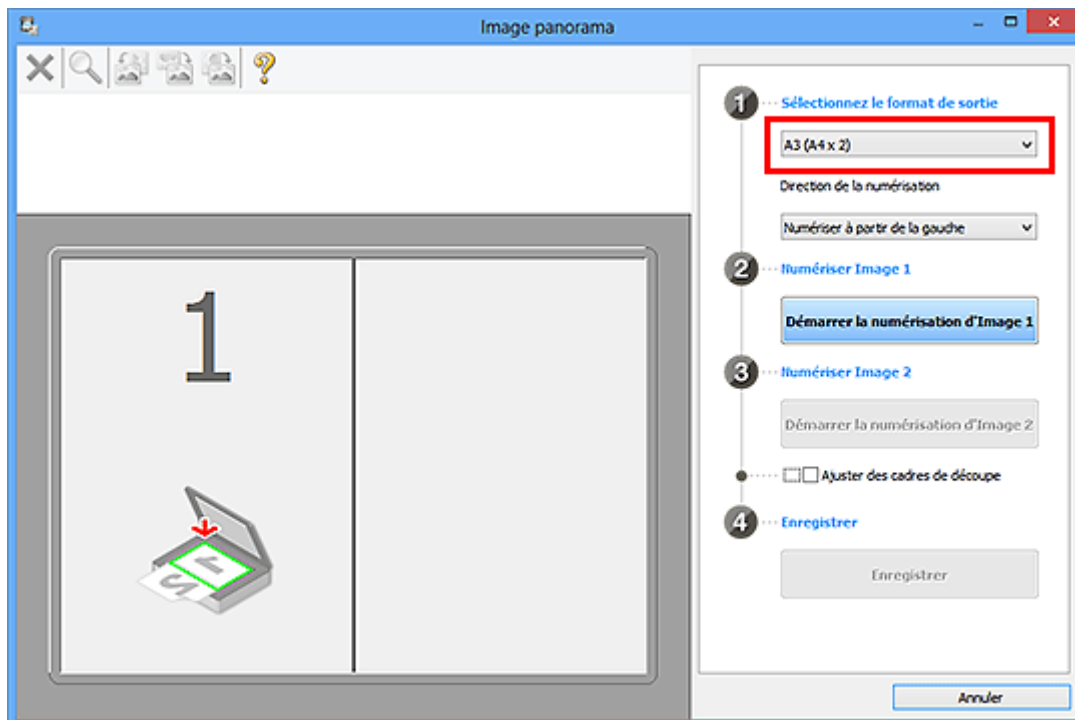 Image panorama
1
Sélectionnez le format de sortie
A3 (A4 x 2)
Direction de la numérisation
Numériser à partir de la gauche
2
Numériser Image 1
Démarrer la numérisation d'Image 1
3
Numériser Image 2
Démarrer la numérisation d'Image 2
Ajuster des cadres de découpe
4
Enregistrer
Enregistrer
Annuler
1
1
2